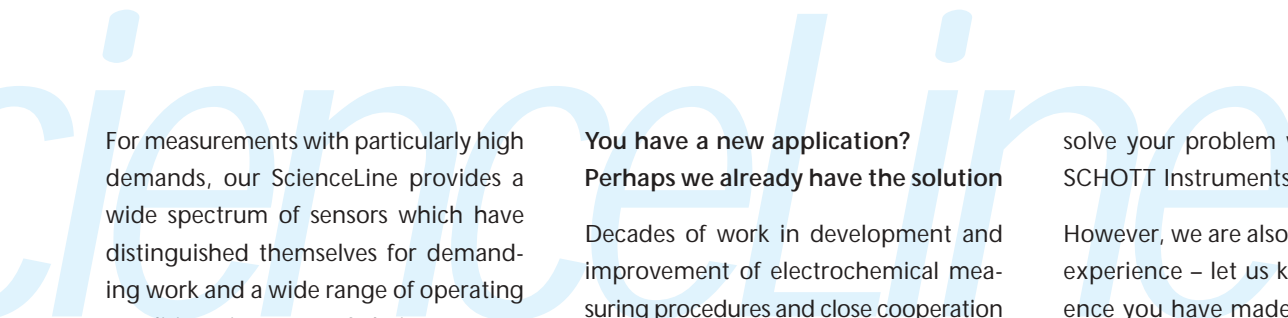 ScienceLine
For measurements with particularly high
demands, our ScienceLine provides a
wide spectrum of sensors which have
distinguished themselves for demand-
ing work and a wide range of operating
You have a new application?
Perhaps we already have the solution
Decades of work in development and
improvement of electrochemical mea-
suring procedures and close cooperation
solve your problem
SCHOTT Instruments
However, we are also
experience – let us
ence you have made